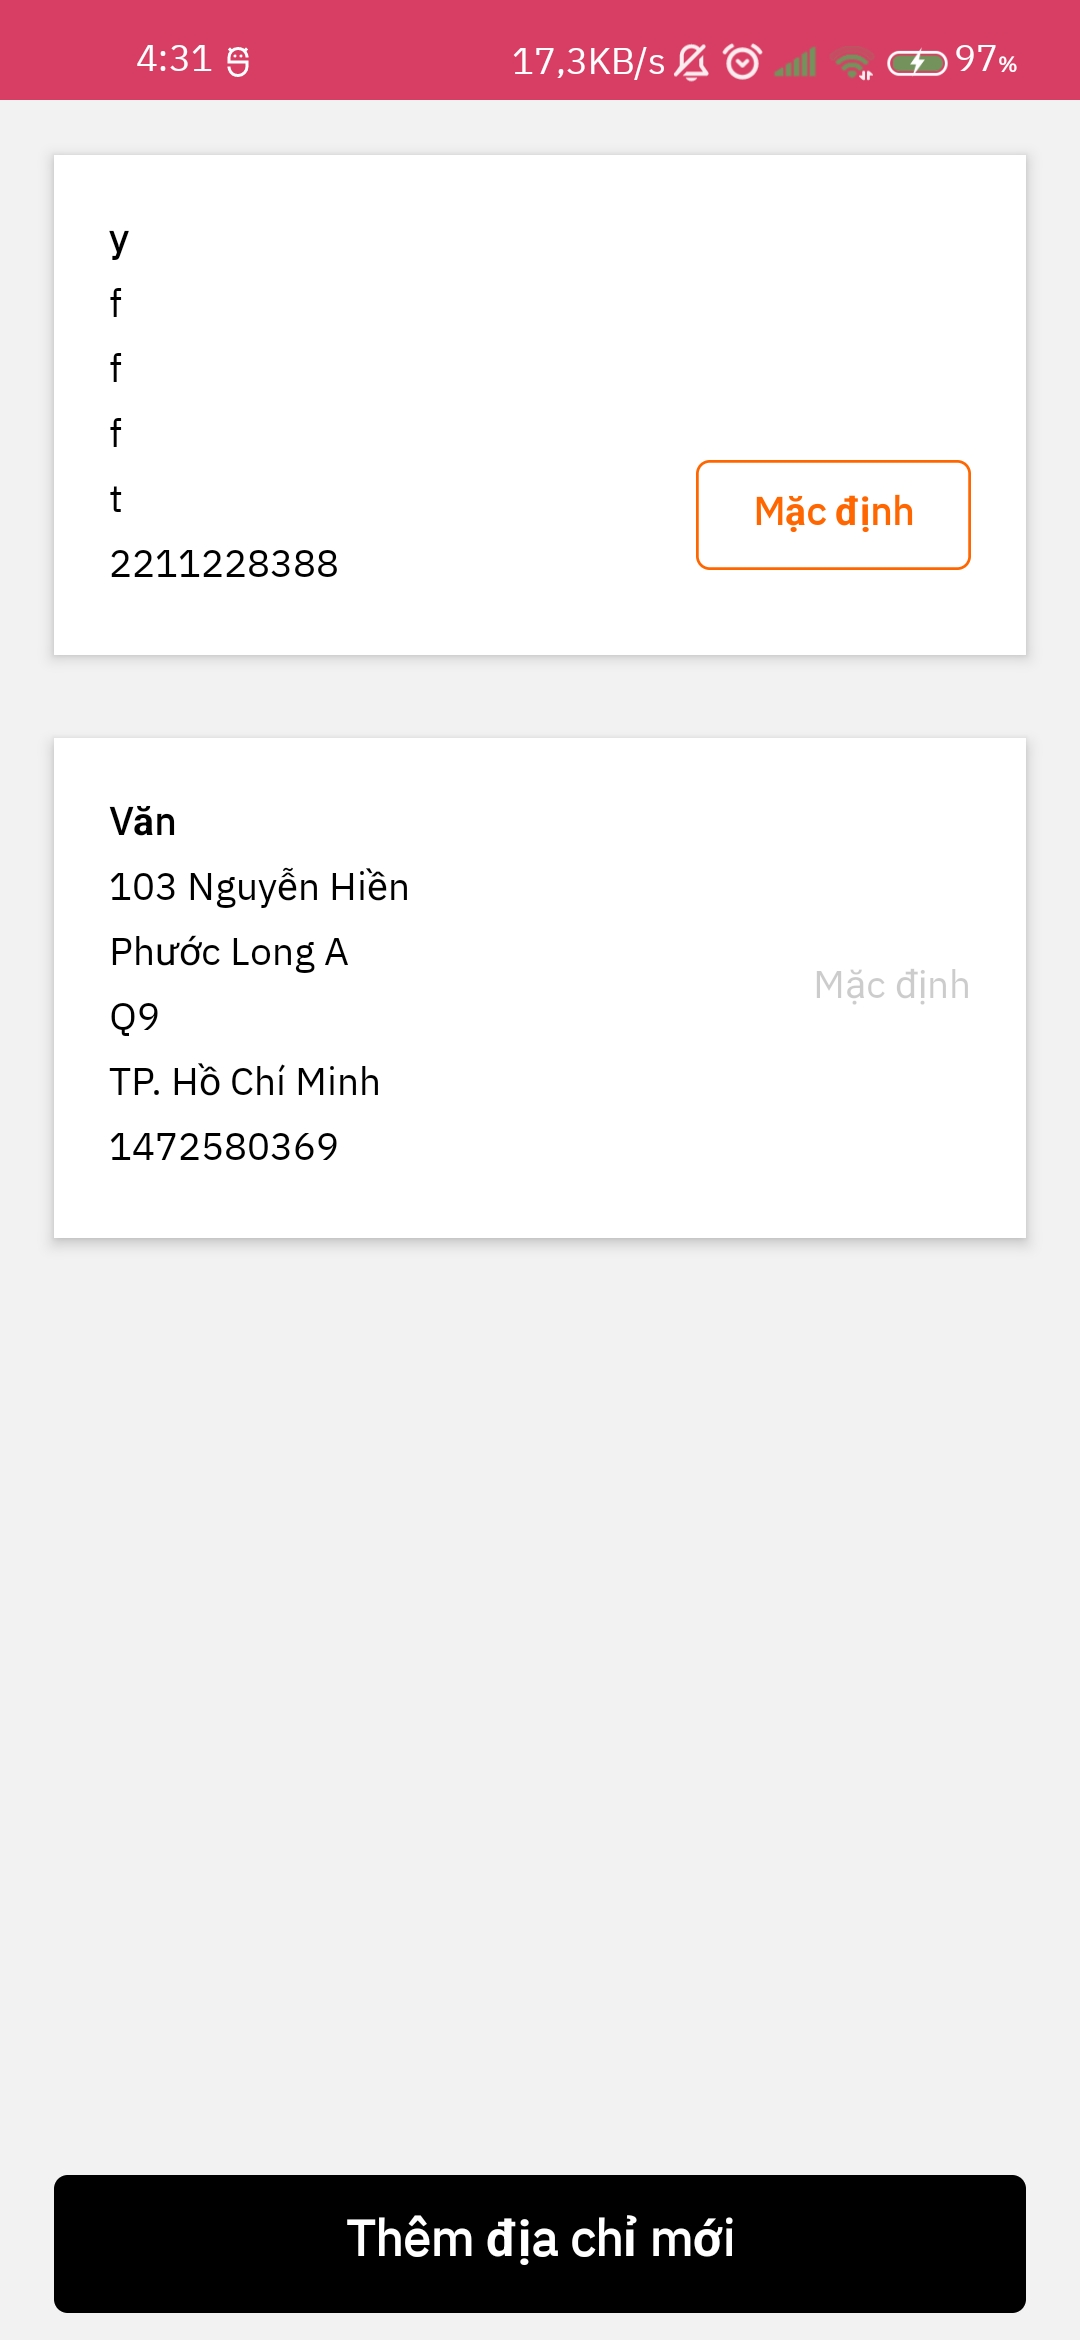 4:31 17,3KB/s 97%
y
f
f
f
t
Mặc định
2211228388
Văn
103 Nguyễn Hiền
Phước Long A
Mặc định
Q9
TP. Hồ Chí Minh
1472580369
Thêm địa chỉ mới